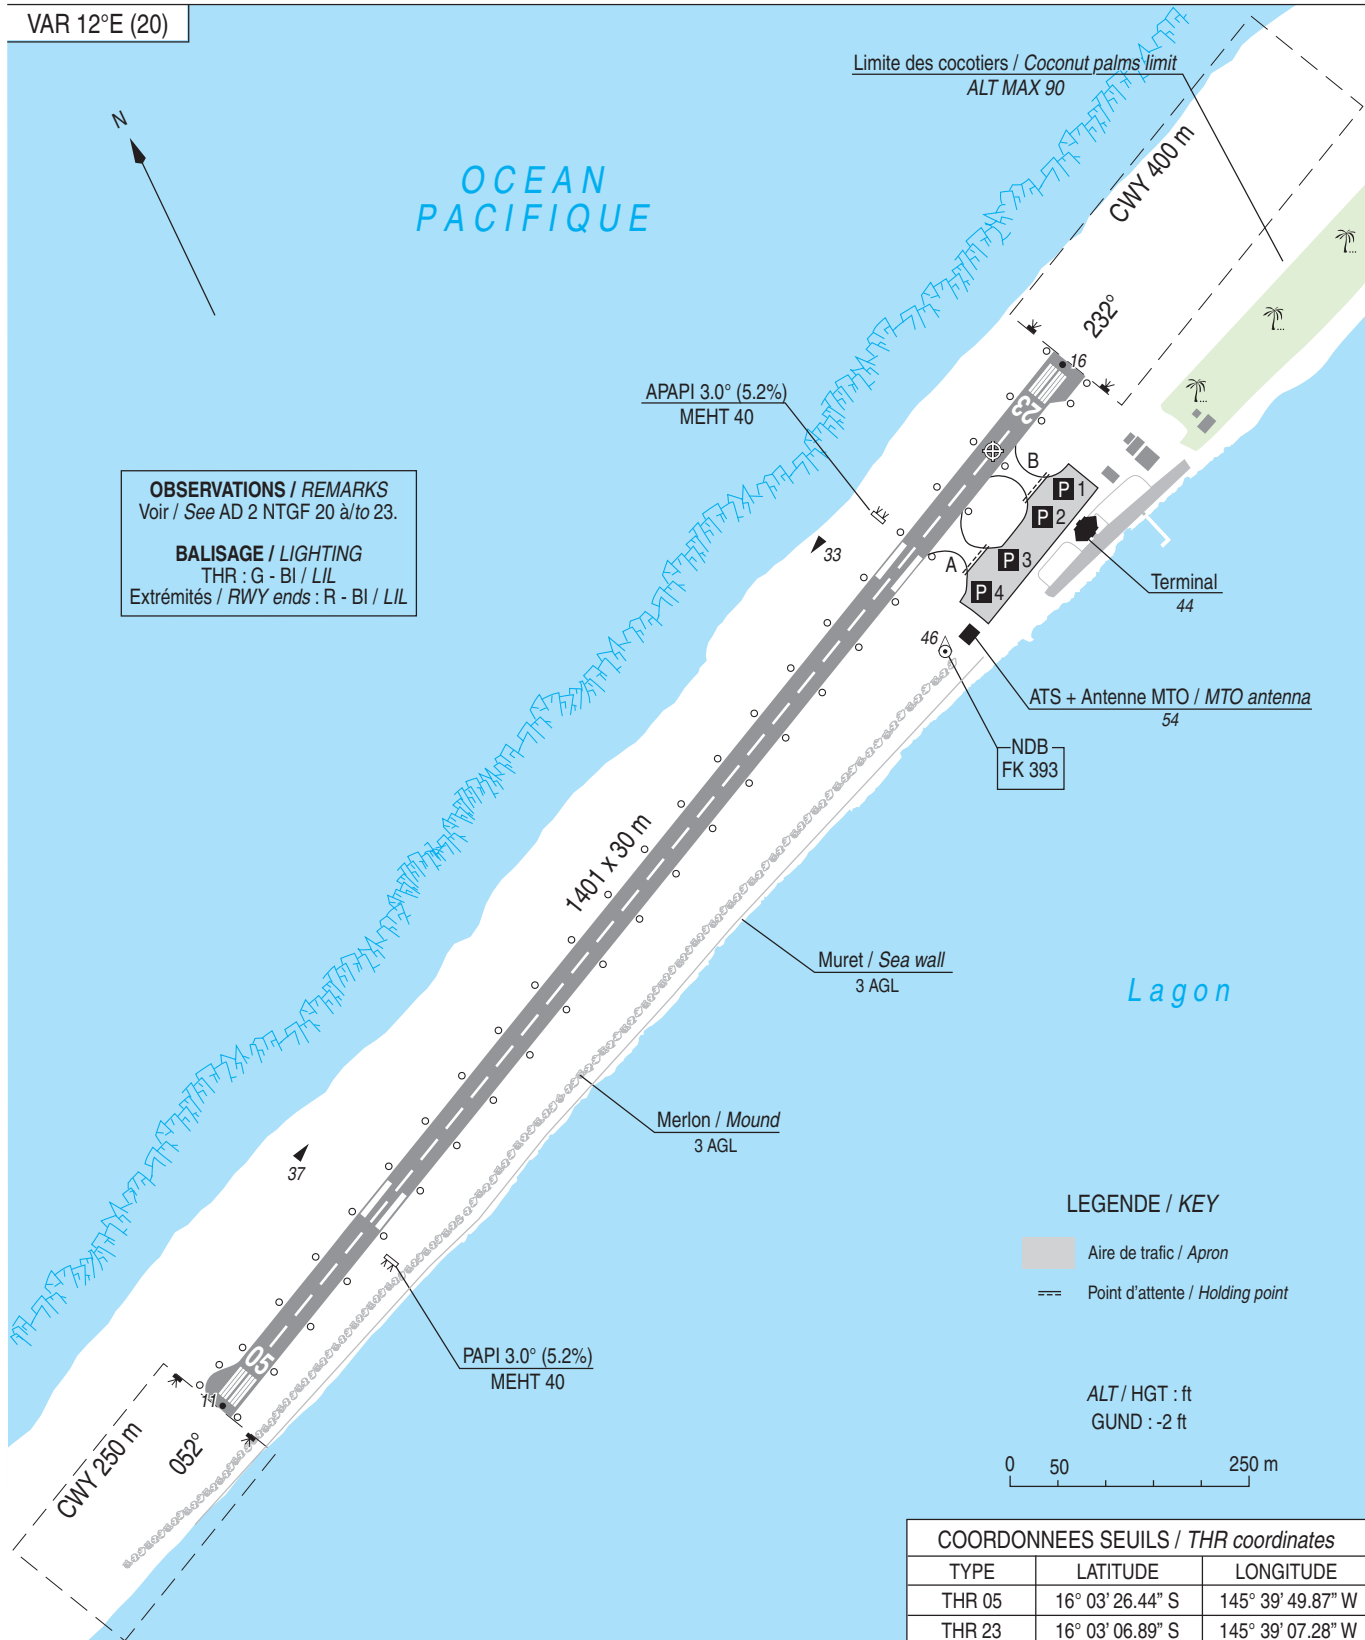 VAR 12°E (20)
Limite des cocotiers / Coconut palms limit
ALT MAX 90
N
OCEAN
PACIFIQUE
CWY 400 m
232°
16
23
APAPI 3.0° (5.2%)
MEHT 40
B
P 1
P 2
OBSERVATIONS / REMARKS
Voir / See AD 2 NTGF 20 à/to 23.
BALISAGE / LIGHTING
THR : G - BI / LIL
Extrémités / RWY ends : R - BI / LIL
33
A
P 3
P 4
Terminal
44
46
ATS + Antenne MTO / MTO antenna
54
NDB
FK 393
1401 x 30 m
Muret / Sea wall
3 AGL
Lagon
Merlon / Mound
3 AGL
37
LEGENDE / KEY
Aire de trafic / Apron
Point d'attente / Holding point
05
PAPI 3.0° (5.2%)
MEHT 40
11
052°
CWY 250 m
ALT / HGT : ft
GUND : -2 ft
0 50 250 m
COORDONNEES SEUILS / THR coordinates
TYPE LATITUDE LONGITUDE
THR 05 16° 03' 26.44" S 145° 39' 49.87" W
THR 23 16° 03' 06.89" S 145° 39' 07.28" W